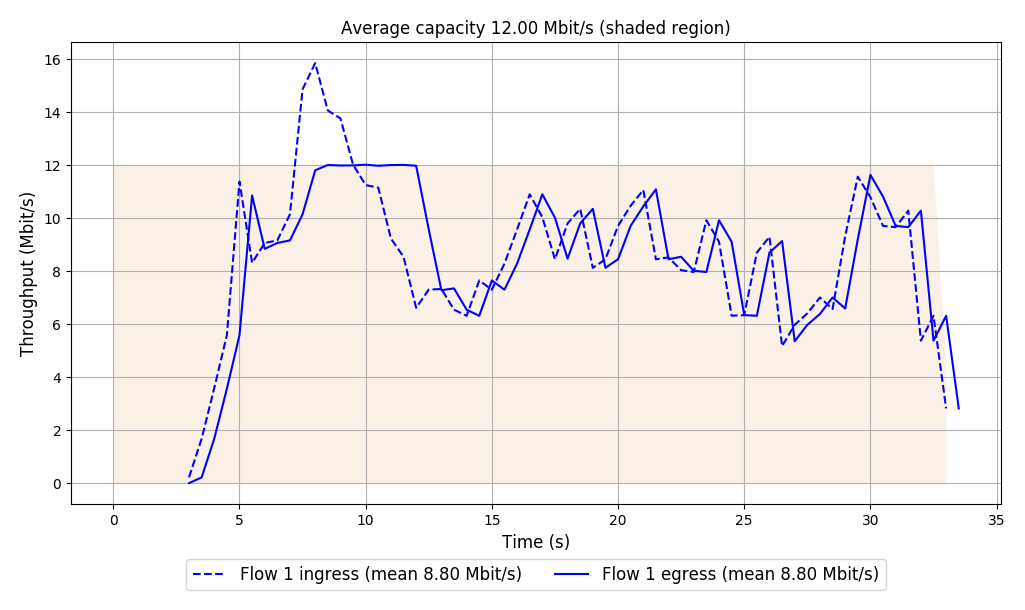 Average capacity 12.00 Mbit/s (shaded region)
Throughput (Mbit/s)
16
14
12
10
8
6
4
2
0
0 5 10 15 20 25 30 35
Time (s)
Flow 1 ingress (mean 8.80 Mbit/s) Flow 1 egress (mean 8.80 Mbit/s)